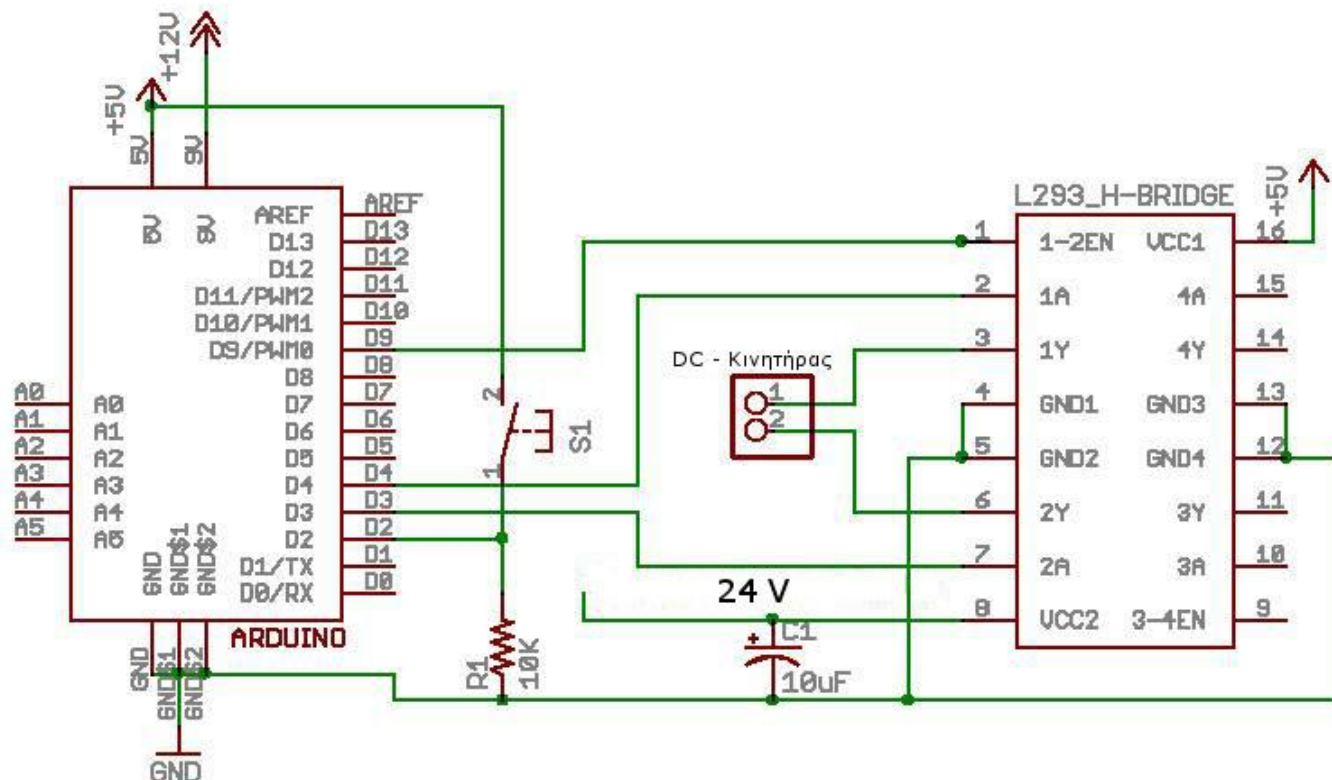 +12V
+5V
5V
9V
5V
9V
AREF
AREF
D13
D13
D12
D12
D11/PWM2
D11
D10/PWM1
D10
D9/PWM0
D9
D8
D8
D7
D7
D6
D6
D5
D5
D4
D4
D3
D3
D2
D2
D1/TX
D1
D0/RX
D0
A0
A0
A1
A1
A2
A2
A3
A3
A4
A4
A5
A5
GND
GND$1
GND$2
ARDUINO
GND
GND$1
GND$2
GND
2
S1
1
R1
10K
DC - Κινητήρας
1
2
24 V
+
C1
10uF
L293_H-BRIDGE
+5V
1
1-2EN
VCC1
16
2
1A
4A
15
3
1Y
4Y
14
4
GND1
GND3
13
5
GND2
GND4
12
6
2Y
3Y
11
7
2A
3A
10
8
VCC2
3-4EN
9